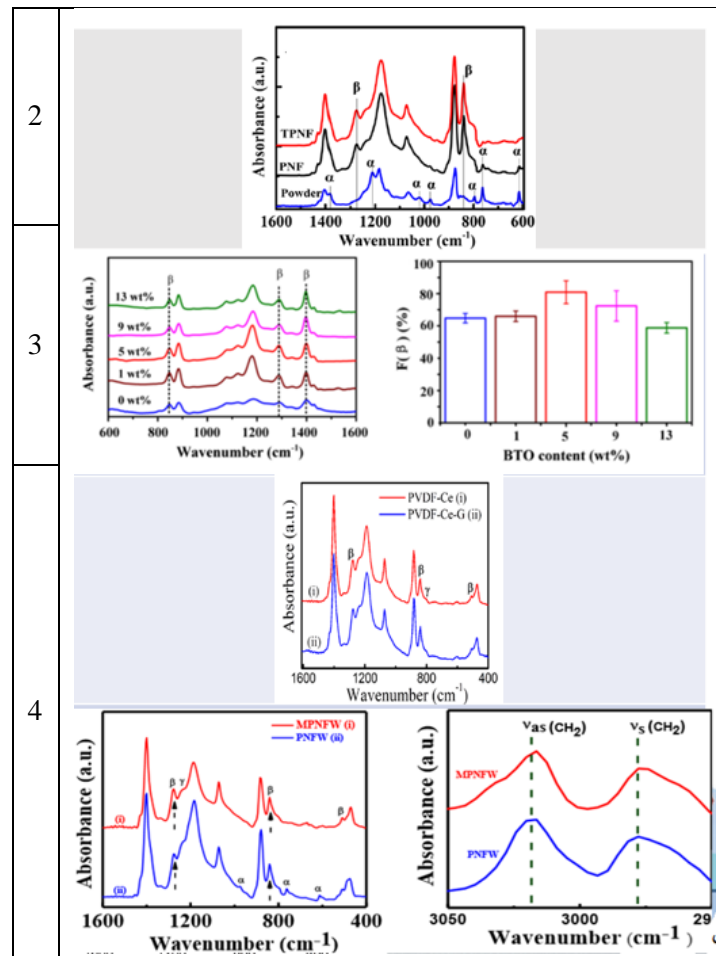 2
Absorbance (a.u.)
β
β
TPNF
PNF
Powder
α
α
α
α
α
α
α
1600 1400 1200 1000 800 600
Wavenumber (cm⁻¹)
3
Absorbance (a.u.)
β
β
β
13 wt%
9 wt%
5 wt%
1 wt%
0 wt%
600 800 1000 1200 1400 1600
Wavenumber (cm⁻¹)
F(β) (%)
100
80
60
40
20
0
0 1 5 9 13
BTO content (wt%)
4
Absorbance (a.u.)
PVDF-Ce (i)
PVDF-Ce-G (ii)
β
β
γ
β
(i)
(ii)
1600 1200 800 400
Wavenumber (cm⁻¹)
Absorbance (a.u.)
MPNFW (i)
PNFW (ii)
β γ
β
β
(i)
α
α
α
(ii)
1600 1200 800 400
Wavenumber (cm⁻¹)
Absorbance (a.u.)
νas (CH₂)
νs (CH₂)
MPNFW
PNFW
3050 3000 29
Wavenumber (cm⁻¹)